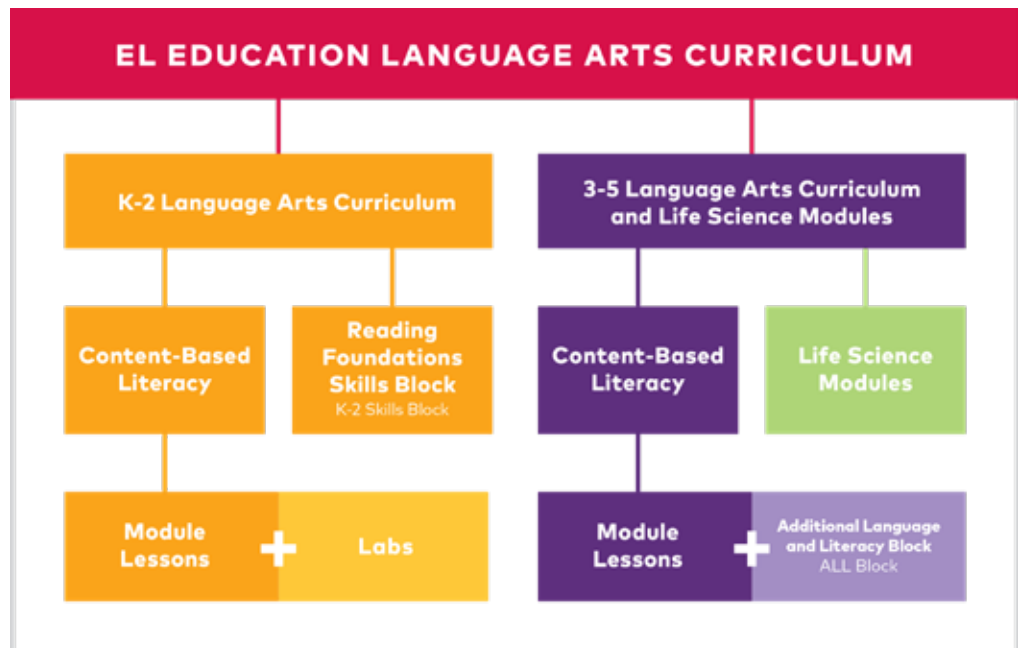 EL EDUCATION LANGUAGE ARTS CURRICULUM
K-2 Language Arts Curriculum
3-5 Language Arts Curriculum
and Life Science Modules
Content-Based
Literacy
Reading
Foundations
Skills Block
K-2 Skills Block
Content-Based
Literacy
Life Science
Modules
Module
Lessons
+
Labs
Module
Lessons
+
Additional Language
and Literacy Block
ALL Block